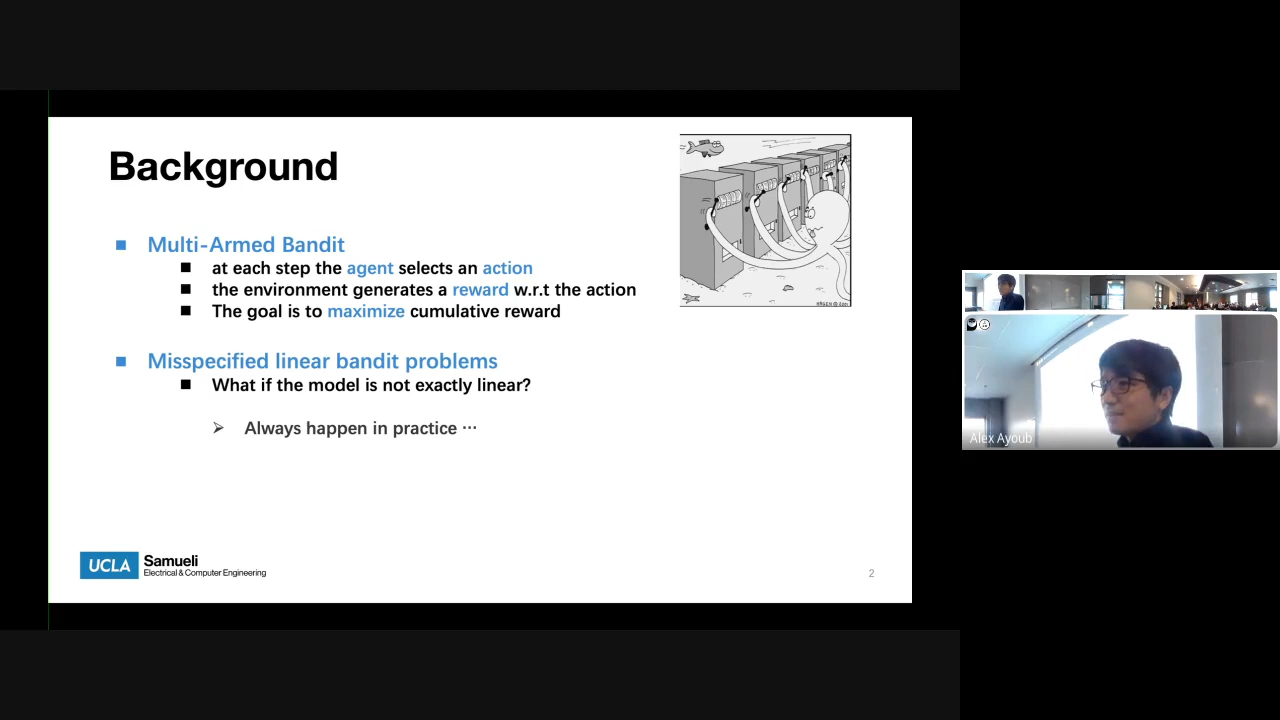 Background
Multi-Armed Bandit
at each step the agent selects an action
the environment generates a reward w.r.t the action
The goal is to maximize cumulative reward
Misspecified linear bandit problems
What if the model is not exactly linear?
Always happen in practice ···
UCLA Samueli
Electrical & Computer Engineering
2
Alex Ayoub